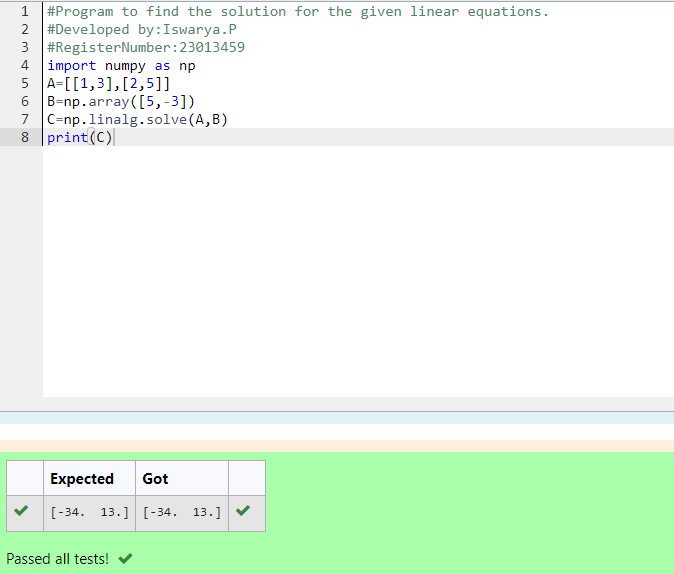 1 #Program to find the solution for the given linear equations.
2 #Developed by:Iswarya.P
3 #RegisterNumber:23013459
4 import numpy as np
5 A=[[1,3],[2,5]]
6 B=np.array([5,-3])
7 C=np.linalg.solve(A,B)
8 print(C)
Expected Got
[-34. 13.] [-34. 13.]
Passed all tests!